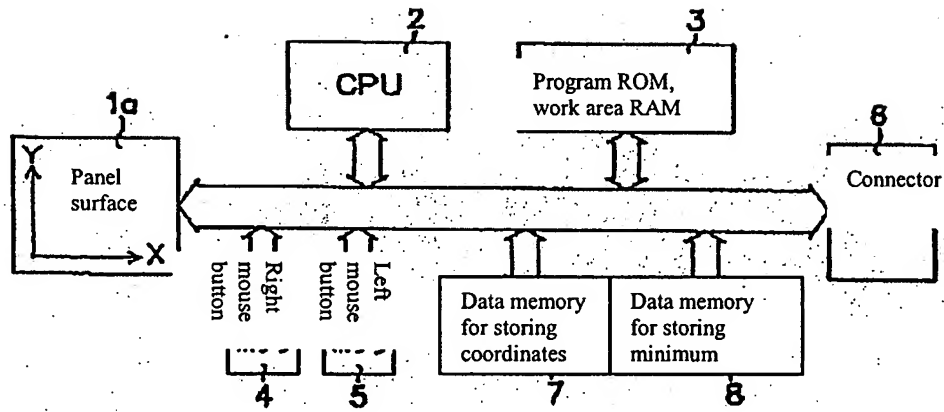 2
3
CPU
Program ROM,
work area RAM
1a
6
Y
Panel
surface
X
Connector
Right
mouse
button
Left
mouse
button
Data memory
for storing
coordinates
Data memory
for storing
minimum
4
5
7
8